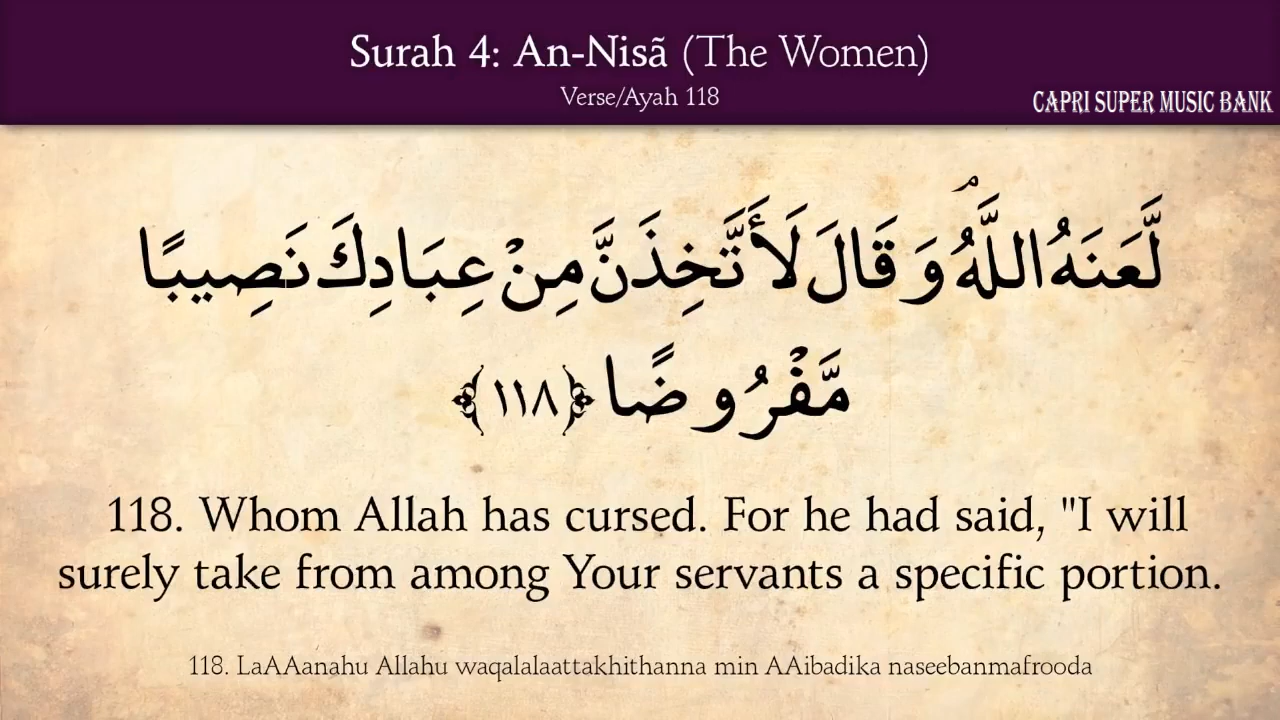 Surah 4: An-Nisã (The Women)
Verse/Ayah 118
CAPRI SUPER MUSIC BANK
لَّعَنَهُ اللَّهُ ۘ وَقَالَ لَأَتَّخِذَنَّ مِنْ عِبَادِكَ نَصِيبًا
مَّفْرُوضًا ﴿١١٨﴾
118. Whom Allah has cursed. For he had said, "I will
surely take from among Your servants a specific portion.
118. LaAAanahu Allahu waqalalaattakhithanna min AAibadika naseebanmafrooda